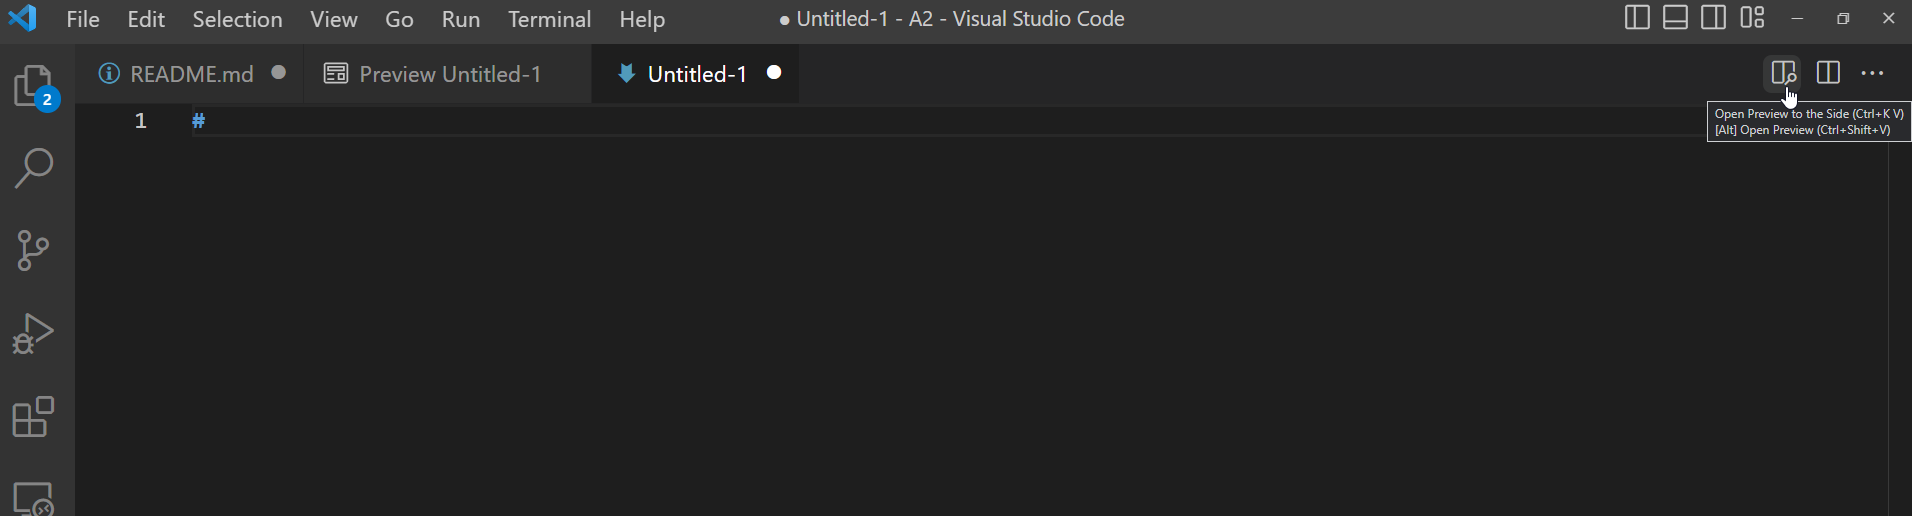 File Edit Selection View Go Run Terminal Help ● Untitled-1 - A2 - Visual Studio Code
README.md Preview Untitled-1 Untitled-1
2
1 #
Open Preview to the Side (Ctrl+K V)
[Alt] Open Preview (Ctrl+Shift+V)